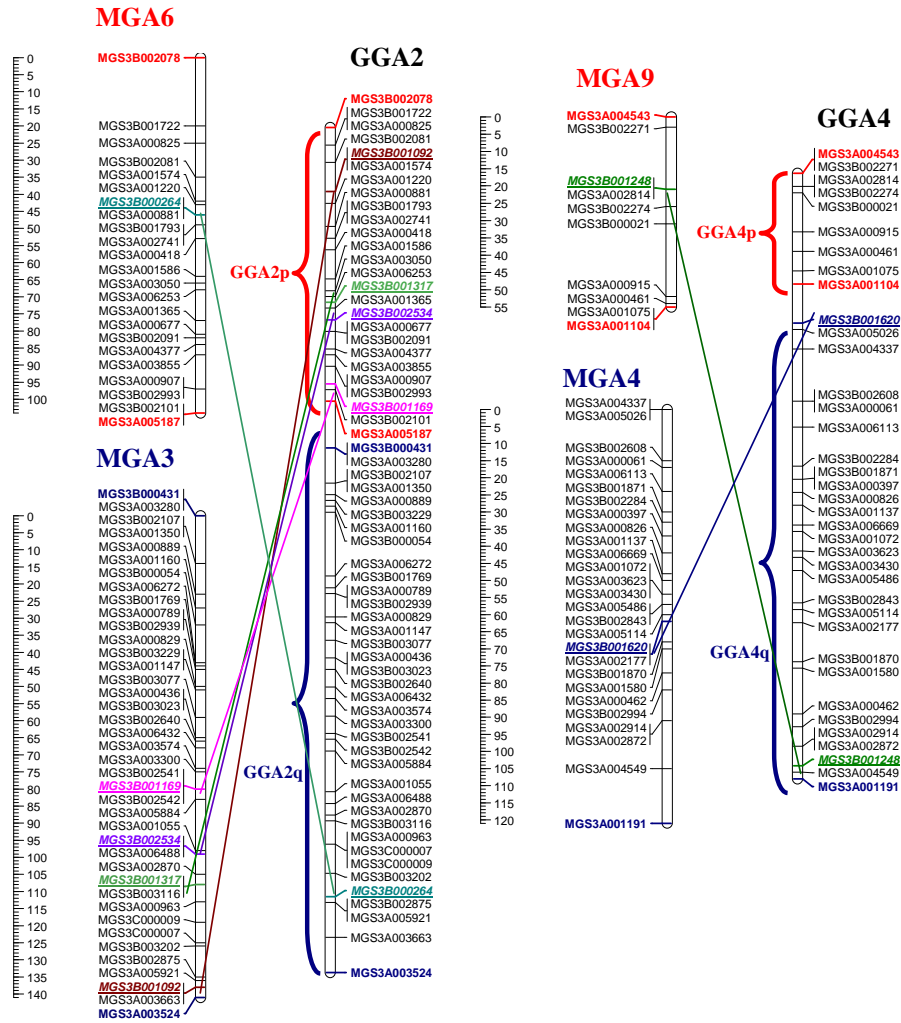 MGA6
0
5
10
15
20
25
30
35
40
45
50
55
60
65
70
75
80
85
90
95
100
MGS3B002078
MGS3B001722
MGS3A000825
MGS3B002081
MGS3A001574
MGS3A001220
MGS3B000264
MGS3A000881
MGS3B001793
MGS3A002741
MGS3A000418
MGS3A001586
MGS3A003050
MGS3A006253
MGS3A001365
MGS3A000677
MGS3B002091
MGS3A004377
MGS3A003855
MGS3A000907
MGS3B002993
MGS3B002101
MGS3A005187
MGA3
0
5
10
15
20
25
30
35
40
45
50
55
60
65
70
75
80
85
90
95
100
105
110
115
120
125
130
135
140
MGS3B000431
MGS3A003280
MGS3B002107
MGS3A001350
MGS3A000889
MGS3A001160
MGS3B000054
MGS3A006272
MGS3B001769
MGS3A000789
MGS3B002939
MGS3A000829
MGS3B003229
MGS3A001147
MGS3B003077
MGS3A000436
MGS3B003023
MGS3B002640
MGS3A006432
MGS3A003574
MGS3A003300
MGS3B002541
MGS3B001169
MGS3B002542
MGS3A005884
MGS3A001055
MGS3B002534
MGS3A006488
MGS3A002870
MGS3B001317
MGS3B003116
MGS3A000963
MGS3C000009
MGS3C000007
MGS3B003202
MGS3B002875
MGS3A005921
MGS3B001092
MGS3A003663
MGS3A003524
GGA2
GGA2p
GGA2q
MGS3B002078
MGS3B001722
MGS3A000825
MGS3B002081
MGS3B001092
MGS3A001574
MGS3A001220
MGS3A000881
MGS3B001793
MGS3A002741
MGS3A000418
MGS3A001586
MGS3A003050
MGS3A006253
MGS3B001317
MGS3A001365
MGS3B002534
MGS3A000677
MGS3B002091
MGS3A004377
MGS3A003855
MGS3A000907
MGS3B002993
MGS3B001169
MGS3B002101
MGS3A005187
MGS3B000431
MGS3A003280
MGS3B002107
MGS3A001350
MGS3A000889
MGS3B003229
MGS3A001160
MGS3B000054
MGS3A006272
MGS3B001769
MGS3A000789
MGS3B002939
MGS3A000829
MGS3A001147
MGS3B003077
MGS3A000436
MGS3B003023
MGS3B002640
MGS3A006432
MGS3A003574
MGS3A003300
MGS3B002541
MGS3B002542
MGS3A005884
MGS3A001055
MGS3A006488
MGS3A002870
MGS3B003116
MGS3A000963
MGS3C000007
MGS3C000009
MGS3B003202
MGS3B000264
MGS3B002875
MGS3A005921
MGS3A003663
MGS3A003524
MGA9
0
5
10
15
20
25
30
35
40
45
50
55
MGS3A004543
MGS3B002271
MGS3B001248
MGS3A002814
MGS3B002274
MGS3B000021
MGS3A000915
MGS3A000461
MGS3A001075
MGS3A001104
MGA4
0
5
10
15
20
25
30
35
40
45
50
55
60
65
70
75
80
85
90
95
100
105
110
115
120
MGS3A004337
MGS3A005026
MGS3B002608
MGS3A000061
MGS3A006113
MGS3B001871
MGS3B002284
MGS3A000397
MGS3A000826
MGS3A001137
MGS3A006669
MGS3A001072
MGS3A003623
MGS3A003430
MGS3A005486
MGS3B002843
MGS3A005114
MGS3B001620
MGS3A002177
MGS3B001870
MGS3A001580
MGS3A000462
MGS3B002994
MGS3A002914
MGS3A002872
MGS3A004549
MGS3A001191
GGA4
GGA4p
GGA4q
MGS3A004543
MGS3B002271
MGS3A002814
MGS3B002274
MGS3B000021
MGS3A000915
MGS3A000461
MGS3A001075
MGS3A001104
MGS3B001620
MGS3A005026
MGS3A004337
MGS3B002608
MGS3A000061
MGS3A006113
MGS3B002284
MGS3B001871
MGS3A000397
MGS3A000826
MGS3A001137
MGS3A006669
MGS3A001072
MGS3A003623
MGS3A003430
MGS3A005486
MGS3B002843
MGS3A005114
MGS3A002177
MGS3B001870
MGS3A001580
MGS3A000462
MGS3B002994
MGS3A002914
MGS3A002872
MGS3B001248
MGS3A004549
MGS3A001191